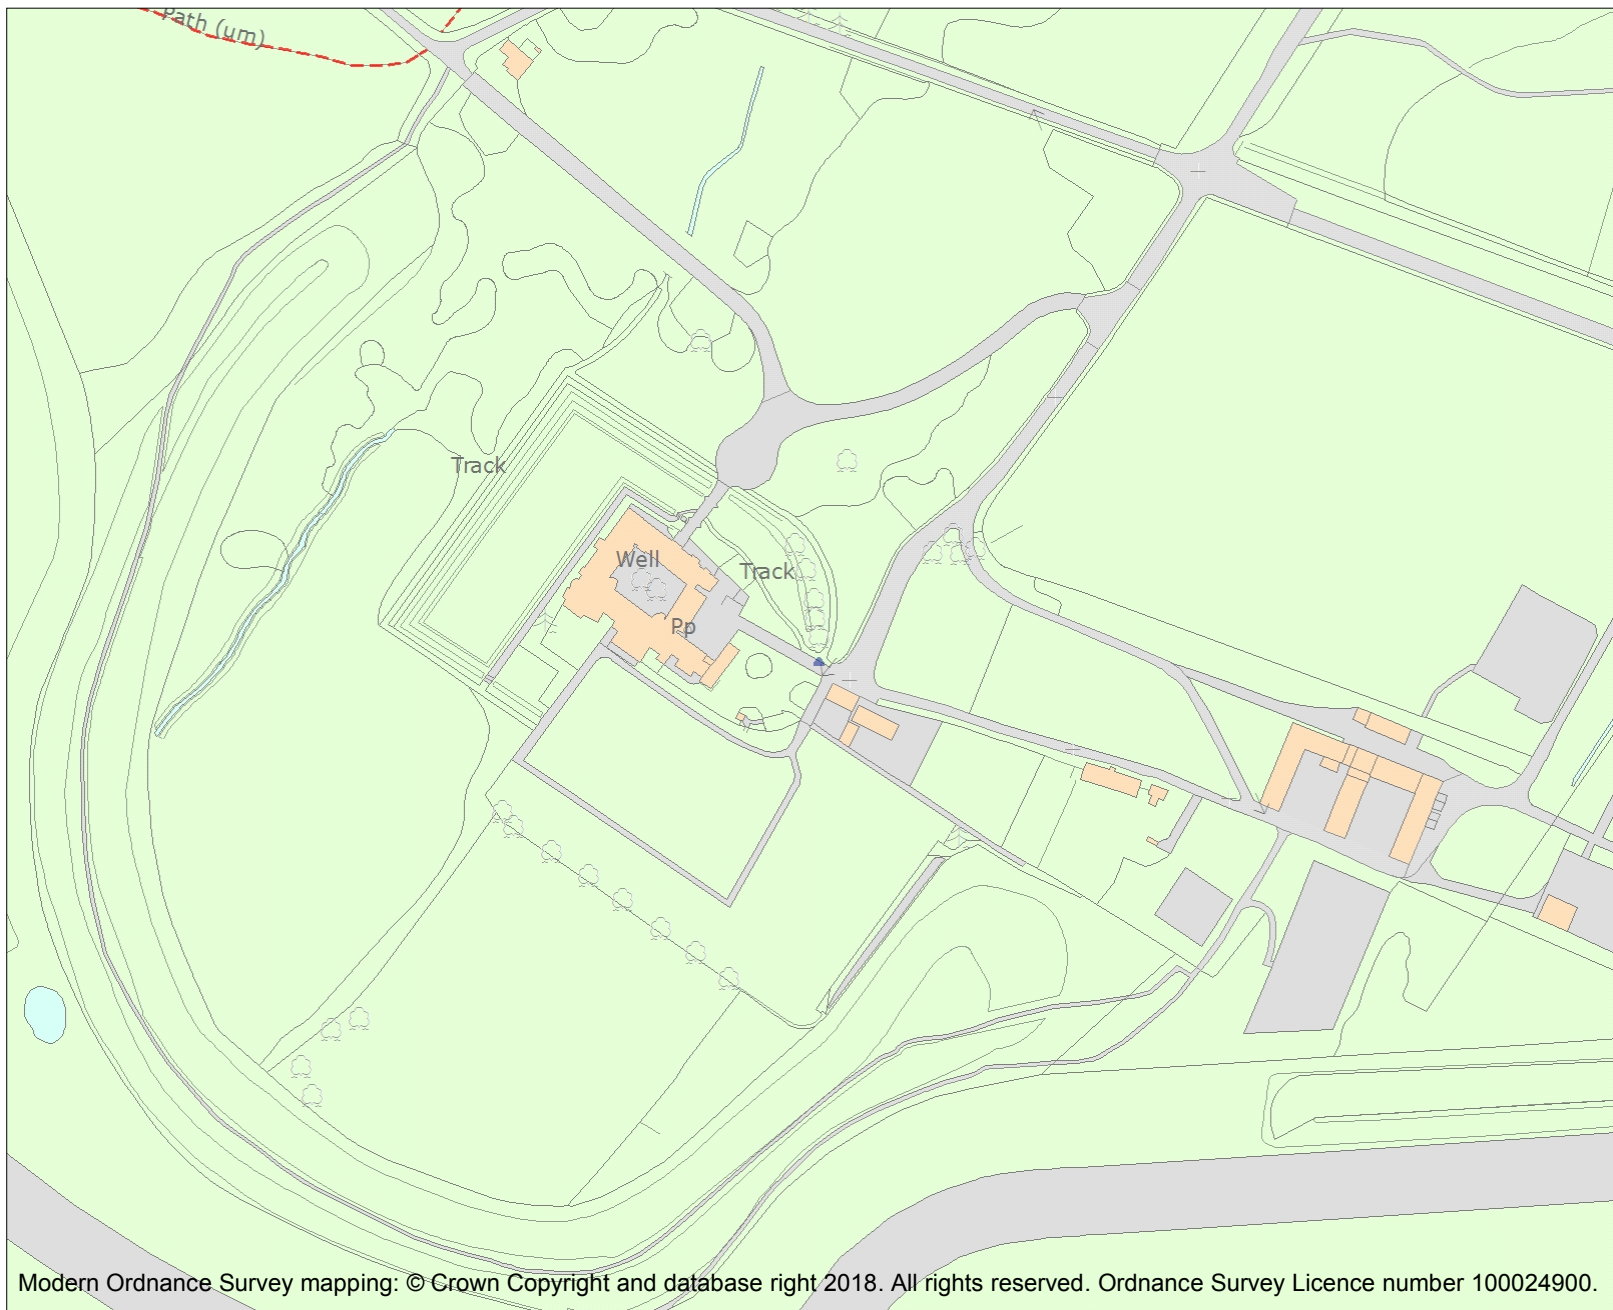 Path (um)
Track
Well
Track
Pp
Modern Ordnance Survey mapping: © Crown Copyright and database right 2018. All rights reserved. Ordnance Survey Licence number 100024900.